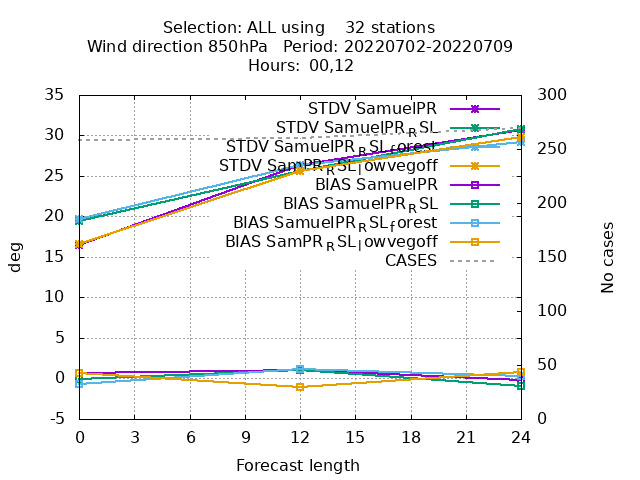 Selection: ALL using    32 stations
Wind direction 850hPa   Period: 20220702-20220709
Hours:  00,12
35
30
25
20
15
10
5
0
-5
deg
STDV SamuelPR
STDV SamuelPR_RSL
STDV SamuelPR_RSL_forest
STDV SamPR_RSL_lowvegoff
BIAS SamuelPR
BIAS SamuelPR_RSL
BIAS SamuelPR_RSL_forest
BIAS SamPR_RSL_lowvegoff
CASES
300
250
200
150
100
50
0
No cases
0 3 6 9 12 15 18 21 24
Forecast length